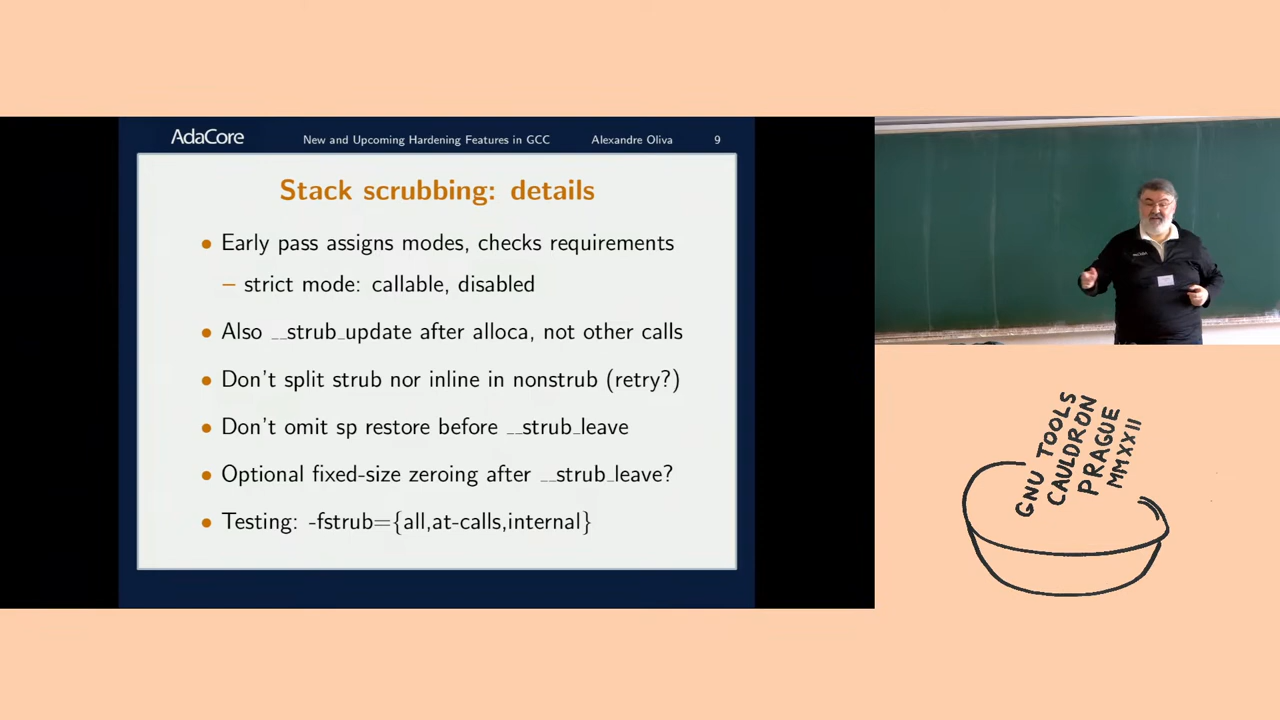 AdaCore New and Upcoming Hardening Features in GCC Alexandre Oliva 9
Stack scrubbing: details
• Early pass assigns modes, checks requirements
– strict mode: callable, disabled
• Also __strub_update after alloca, not other calls
• Don't split strub nor inline in nonstrub (retry?)
• Don't omit sp restore before __strub_leave
• Optional fixed-size zeroing after __strub_leave?
• Testing: -fstrub={all,at-calls,internal}
GNU TOOLS
CAULDRON
PRAGUE
MMXXII